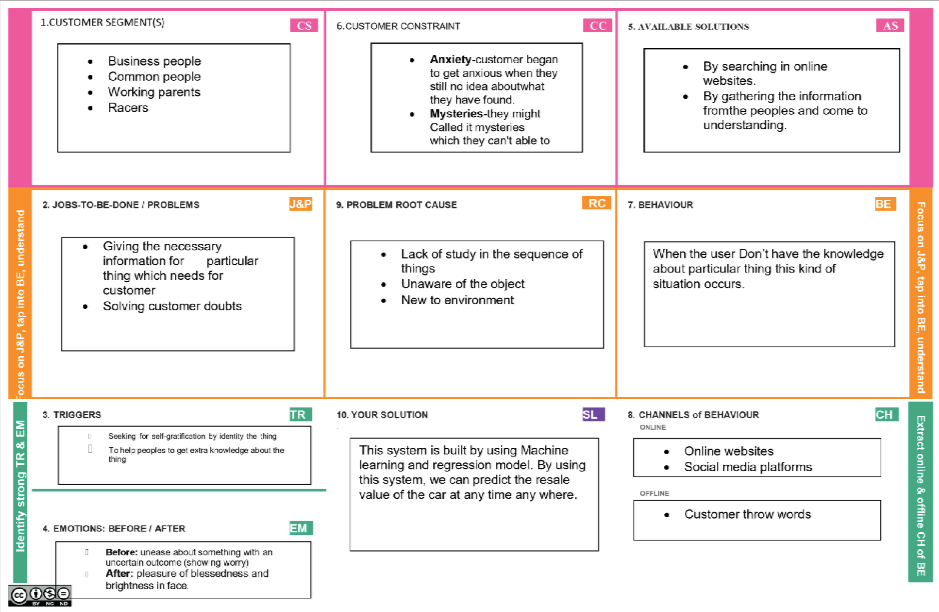 1.CUSTOMER SEGMENT(S)
CS
Business people
Common people
Working parents
Racers
6.CUSTOMER CONSTRAINT
CC
Anxiety-customer began
to get anxious when they
still no idea aboutwhat
they have found.
Mysteries-they might
Called it mysteries
which they can't able to
5. AVAILABLE SOLUTIONS
AS
By searching in online
websites.
By gathering the information
fromthe peoples and come to
understanding.
Focus on J&P, tap into BE, understand
2. JOBS-TO-BE-DONE / PROBLEMS
J&P
Giving the necessary
information for particular
thing which needs for
customer
Solving customer doubts
9. PROBLEM ROOT CAUSE
RC
Lack of study in the sequence of
things
Unaware of the object
New to environment
7. BEHAVIOUR
BE
When the user Don't have the knowledge
about particular thing this kind of
situation occurs.
Focus on J&P, tap into BE, understand
Identify strong TR & EM
3. TRIGGERS
TR
Seeking for self-gratification by identity the thing
To help peoples to get extra knowledge about the
thing
4. EMOTIONS: BEFORE / AFTER
EM
Before: unease about something with an
uncertain outcome (showing worry)
After: pleasure of blessedness and
brightness in face.
10. YOUR SOLUTION
SL
This system is built by using Machine
learning and regression model. By using
this system, we can predict the resale
value of the car at any time any where.
8. CHANNELS of BEHAVIOUR
CH
ONLINE
Online websites
Social media platforms
OFFLINE
Customer throw words
Extract online & offline CH of BE
CC
BY NC ND